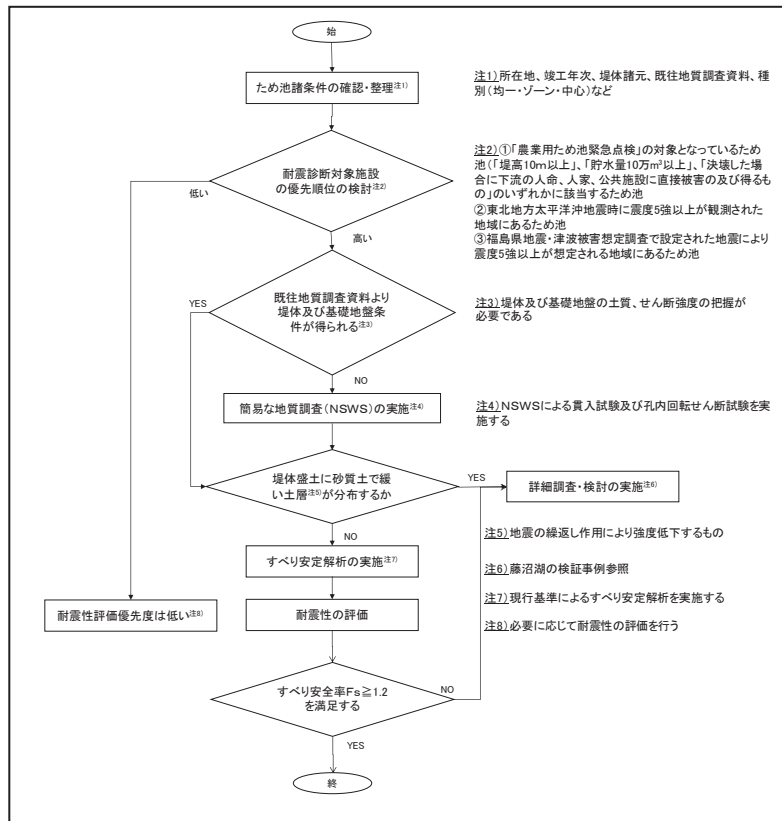 始
ため池諸条件の確認・整理注1)
注1)所在地、竣工年次、堤体諸元、既往地質調査資料、種
別(均一・ゾーン・中心)など
耐震診断対象施設
の優先順位の検討注2)
低い
高い
注2)①「農業用ため池緊急点検」の対象となっているため
池(「堤高10m以上」、「貯水量10万m³以上」、「決壊した場
合に下流の人命、人家、公共施設に直接被害の及び得るも
の」のいずれかに該当するため池
②東北地方太平洋沖地震時に震度5強以上が観測された
地域にあるため池
③福島県地震・津波被害想定調査で設定された地震により
震度5強以上が想定される地域にあるため池
YES
既往地質調査資料より
堤体及び基礎地盤条
件が得られる注3)
注3)堤体及び基礎地盤の土質、せん断強度の把握が
必要である
NO
簡易な地質調査(NSWS)の実施注4)
注4)NSWSによる貫入試験及び孔内回転せん断試験を実
施する
堤体盛土に砂質土で緩
い土層注5)が分布するか
YES
詳細調査・検討の実施注6)
NO
注5)地震の繰返し作用により強度低下するもの
すべり安定解析の実施注7)
注6)藤沼湖の検証事例参照
注7)現行基準によるすべり安定解析を実施する
耐震性評価優先度は低い注8)
耐震性の評価
注8)必要に応じて耐震性の評価を行う
すべり安全率Fs≧1.2
を満足する
NO
YES
終